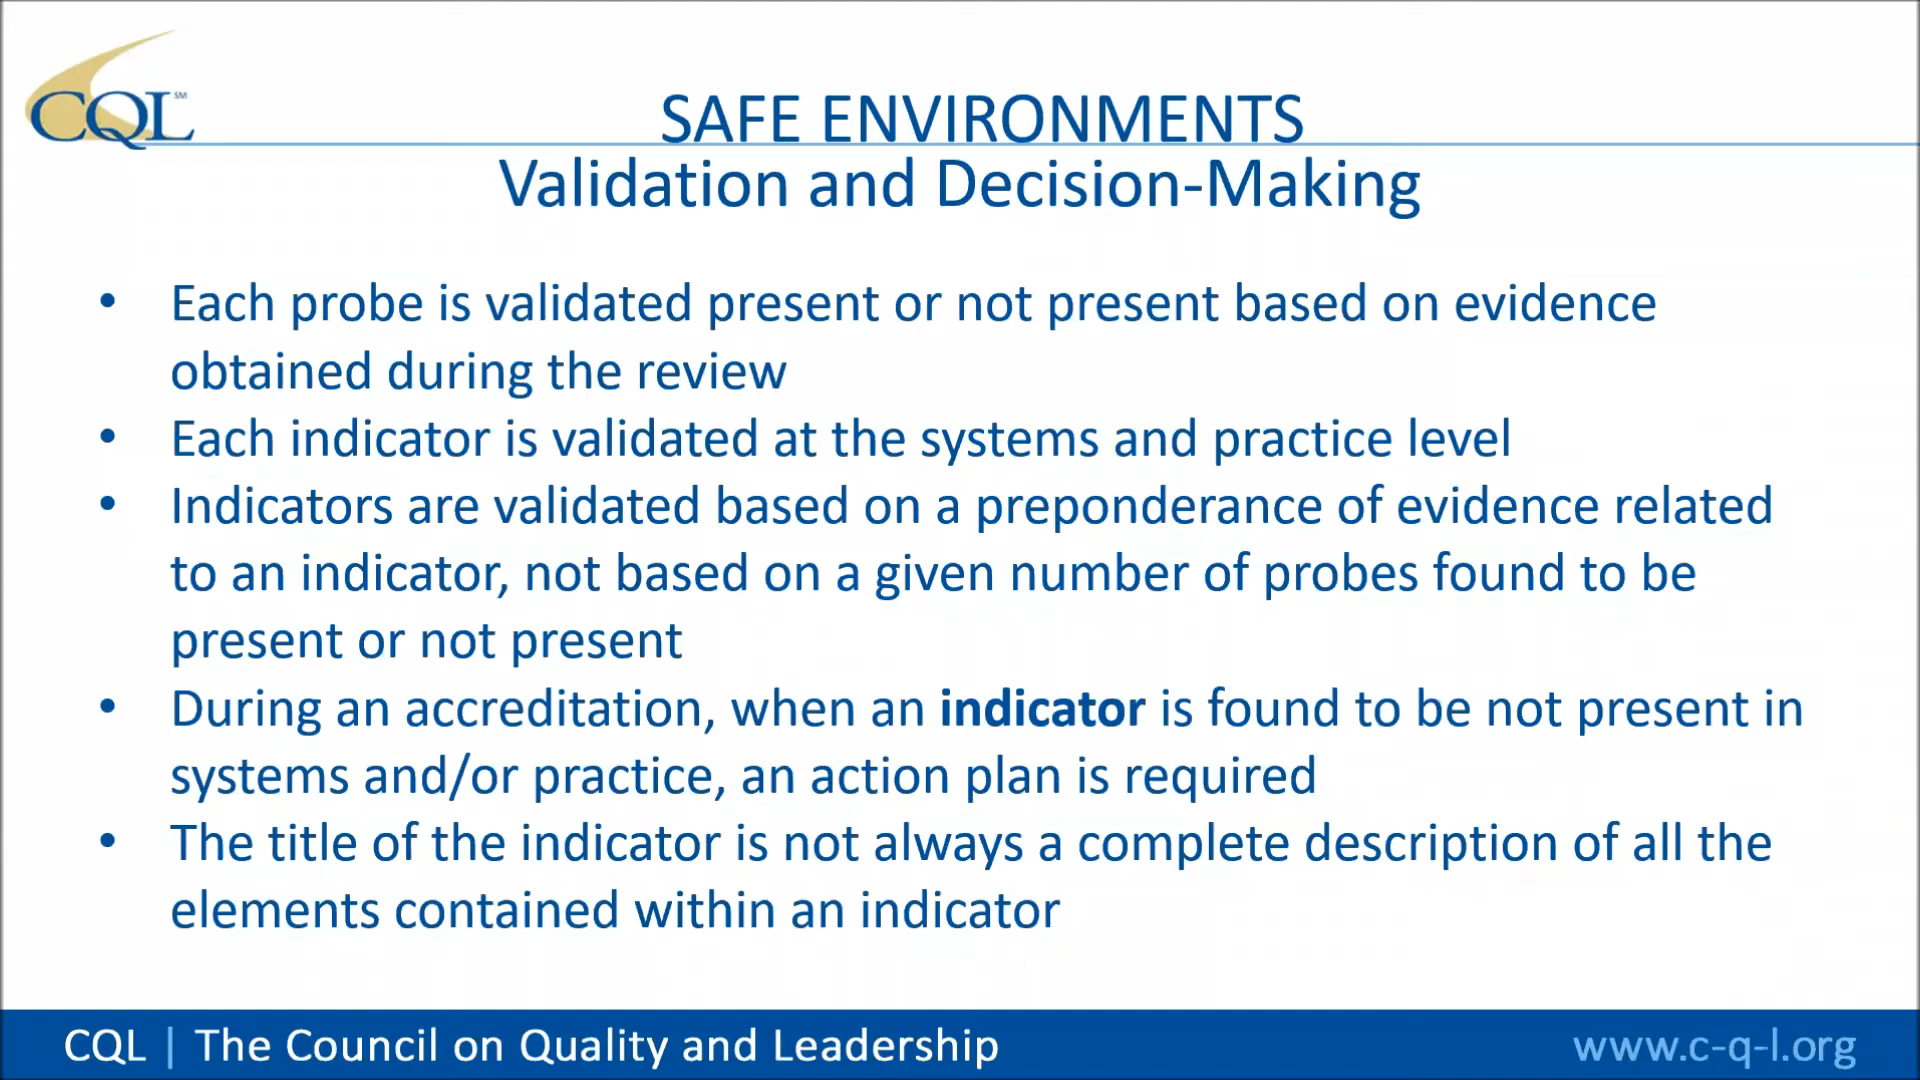 CQL SM
SAFE ENVIRONMENTS
Validation and Decision-Making
• Each probe is validated present or not present based on evidence
obtained during the review
• Each indicator is validated at the systems and practice level
• Indicators are validated based on a preponderance of evidence related
to an indicator, not based on a given number of probes found to be
present or not present
• During an accreditation, when an indicator is found to be not present in
systems and/or practice, an action plan is required
• The title of the indicator is not always a complete description of all the
elements contained within an indicator
CQL | The Council on Quality and Leadership
www.c-q-l.org